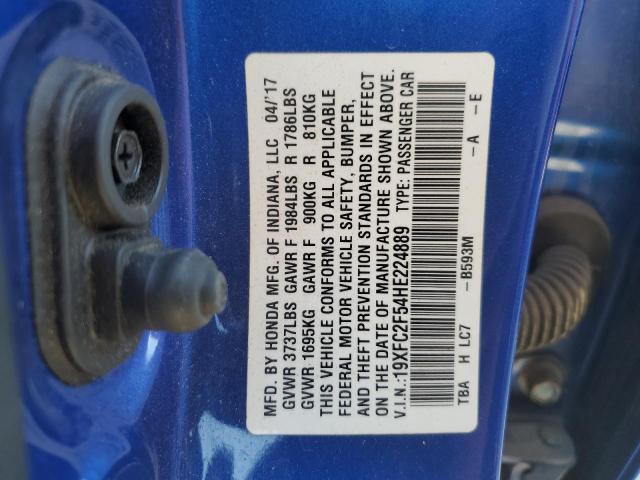 MFD. BY HONDA MFG. OF INDIANA, LLC 04/'17
GVWR 3737LBS GAWR F 1984LBS R 1786LBS
GVWR 1695KG GAWR F 900KG R 810KG
THIS VEHICLE CONFORMS TO ALL APPLICABLE
FEDERAL MOTOR VEHICLE SAFETY, BUMPER,
AND THEFT PREVENTION STANDARDS IN EFFECT
ON THE DATE OF MANUFACTURE SHOWN ABOVE.
V.I.N.:19XFC2F54HE224889 TYPE: PASSENGER CAR
TBA H LC7 -B593M -A -E